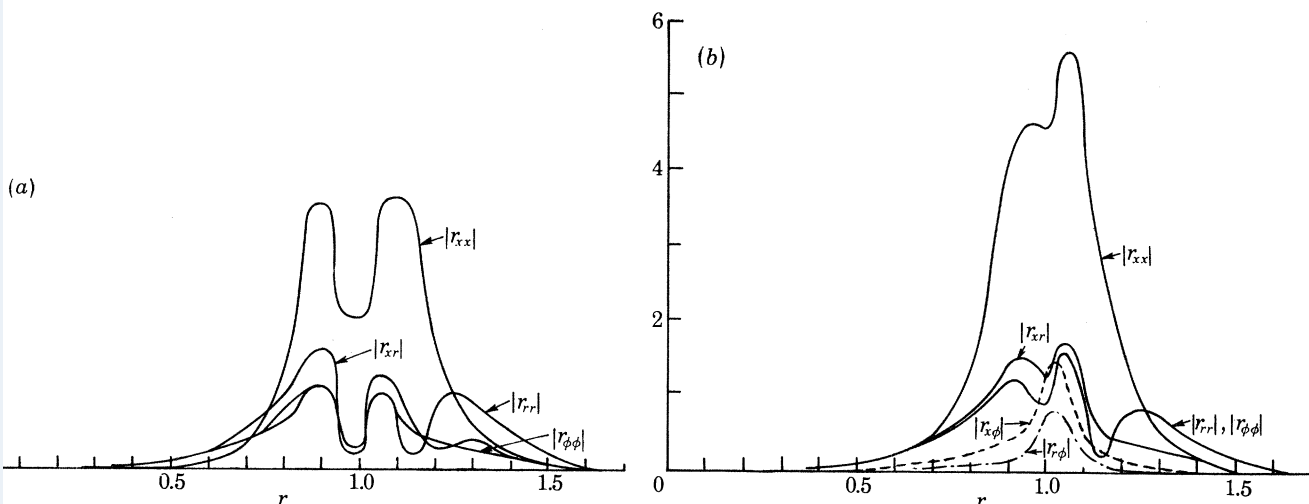 (a)
|r_xx|
|r_xr|
|r_rr|
|r_ϕϕ|
0.5
1.0
1.5
r
(b)
6
4
2
0
|r_xx|
|r_xr|
|r_xϕ|
|r_rϕ|
|r_rr|, |r_ϕϕ|
0.5
1.0
1.5
r